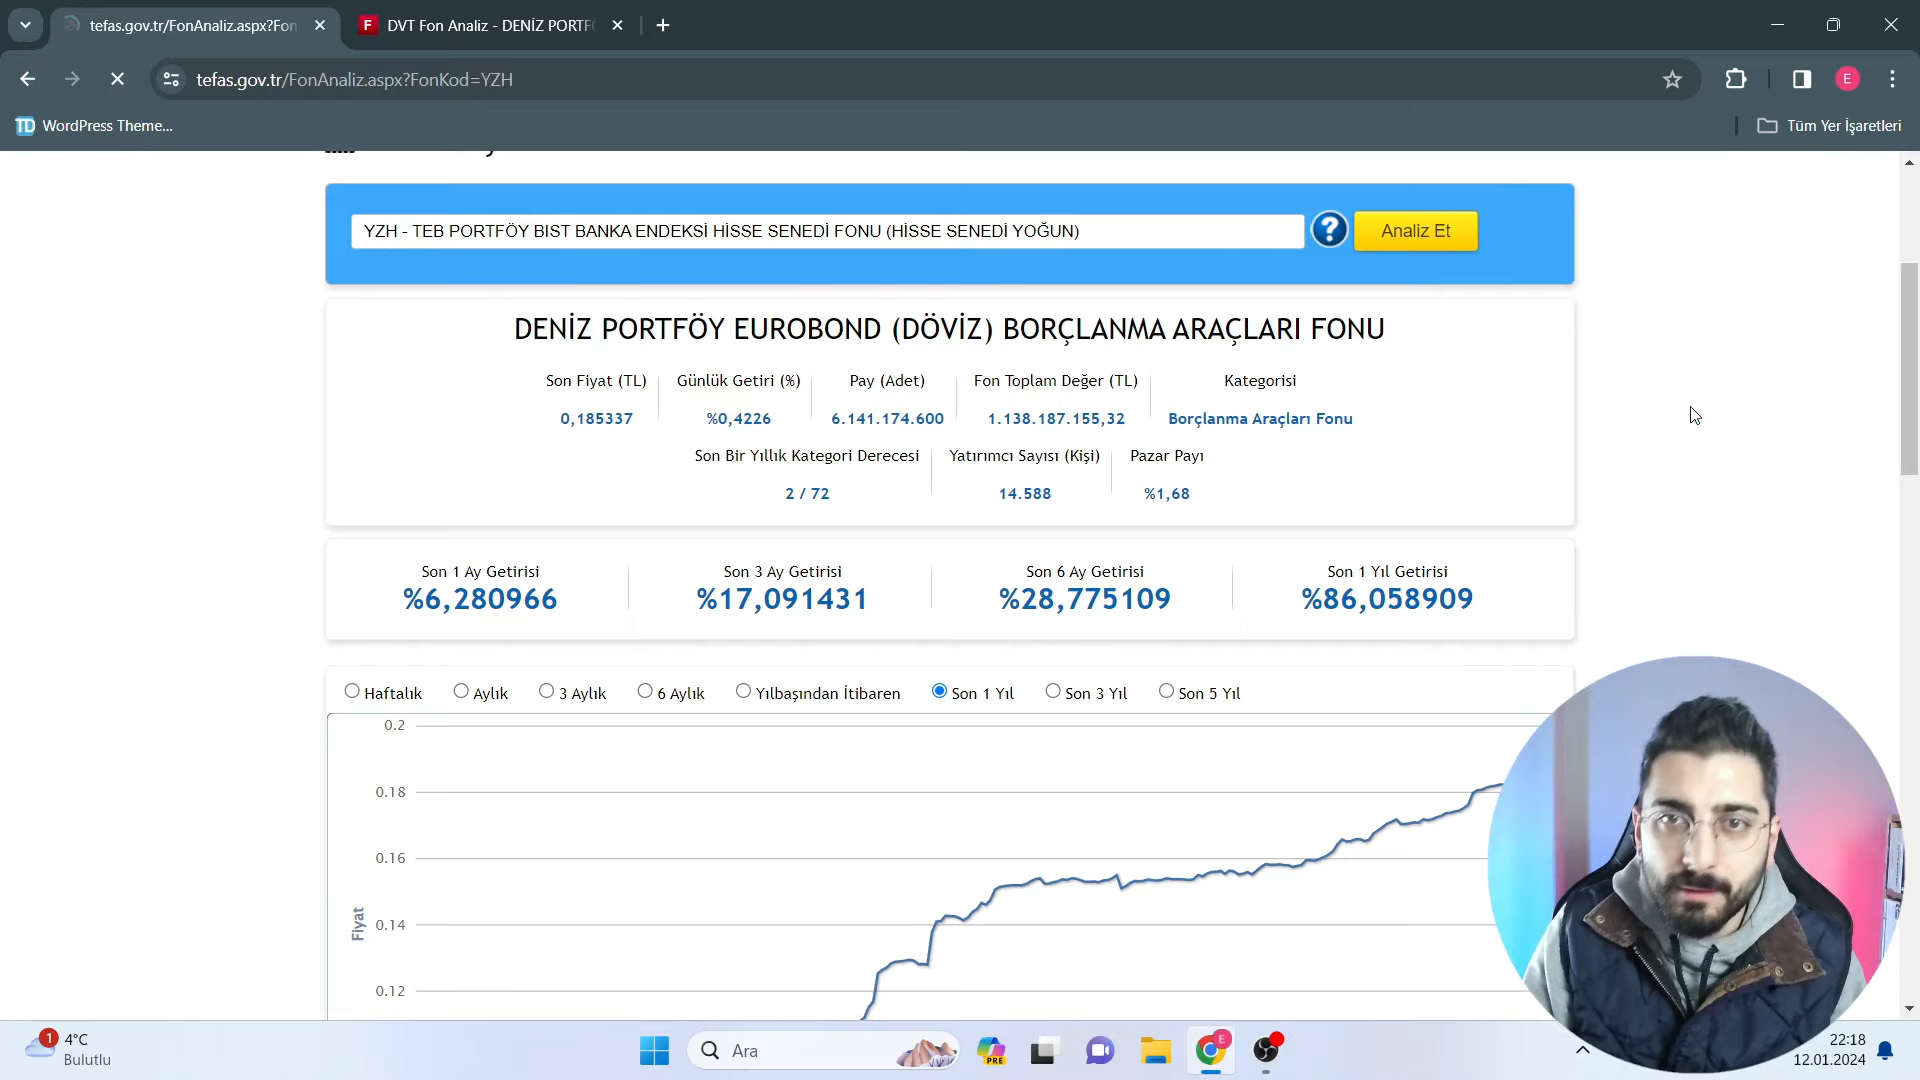 tefas.gov.tr/FonAnaliz.aspx?Fon
DVT Fon Analiz - DENİZ PORTF
tefas.gov.tr/FonAnaliz.aspx?FonKod=YZH
E
TD WordPress Theme...
Tüm Yer İşaretleri
YZH - TEB PORTFÖY BIST BANKA ENDEKSİ HİSSE SENEDİ FONU (HİSSE SENEDİ YOĞUN)
?
Analiz Et
DENİZ PORTFÖY EUROBOND (DÖVİZ) BORÇLANMA ARAÇLARI FONU
Son Fiyat (TL) Günlük Getiri (%) Pay (Adet) Fon Toplam Değer (TL) Kategorisi
0,185337 %0,4226 6.141.174.600 1.138.187.155,32 Borçlanma Araçları Fonu
Son Bir Yıllık Kategori Derecesi Yatırımcı Sayısı (Kişi) Pazar Payı
2 / 72 14.588 %1,68
Son 1 Ay Getirisi Son 3 Ay Getirisi Son 6 Ay Getirisi Son 1 Yıl Getirisi
%6,280966 %17,091431 %28,775109 %86,058909
Haftalık Aylık 3 Aylık 6 Aylık Yılbaşından İtibaren Son 1 Yıl Son 3 Yıl Son 5 Yıl
0.2
0.18
0.16
0.14
0.12
Fiyat
1
4°C
Bulutlu
Ara
PRE
E
22:18
12.01.2024